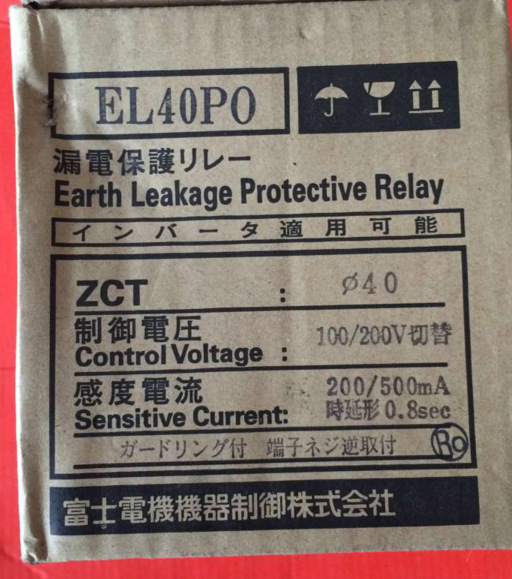 EL40PO
漏電保護リレー
Earth Leakage Protective Relay
インバータ適用可能
ZCT : ø40
制御電圧
Control Voltage : 100/200V切替
感度電流 200/500mA
Sensitive Current: 時延形 0.8sec
ガードリング付 端子ネジ逆取付 Ro
富士電機機器制御株式会社